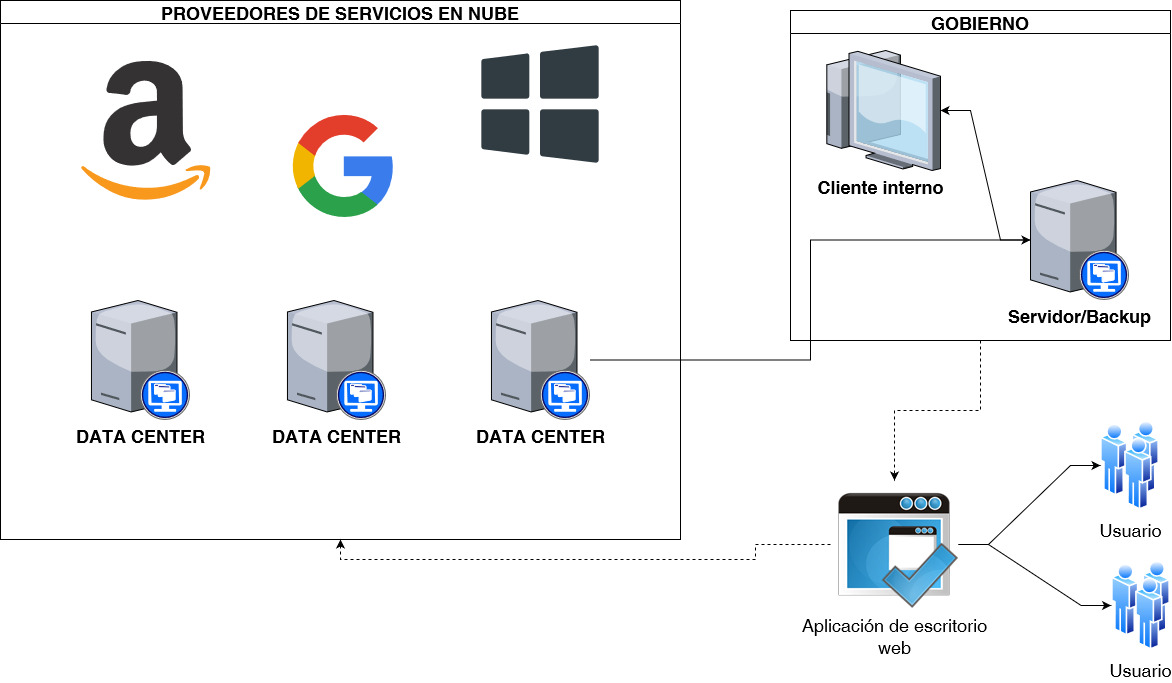 PROVEEDORES DE SERVICIOS EN NUBE
GOBIERNO
Cliente interno
Servidor/Backup
DATA CENTER
DATA CENTER
DATA CENTER
Usuario
Aplicación de escritorio
web
Usuario